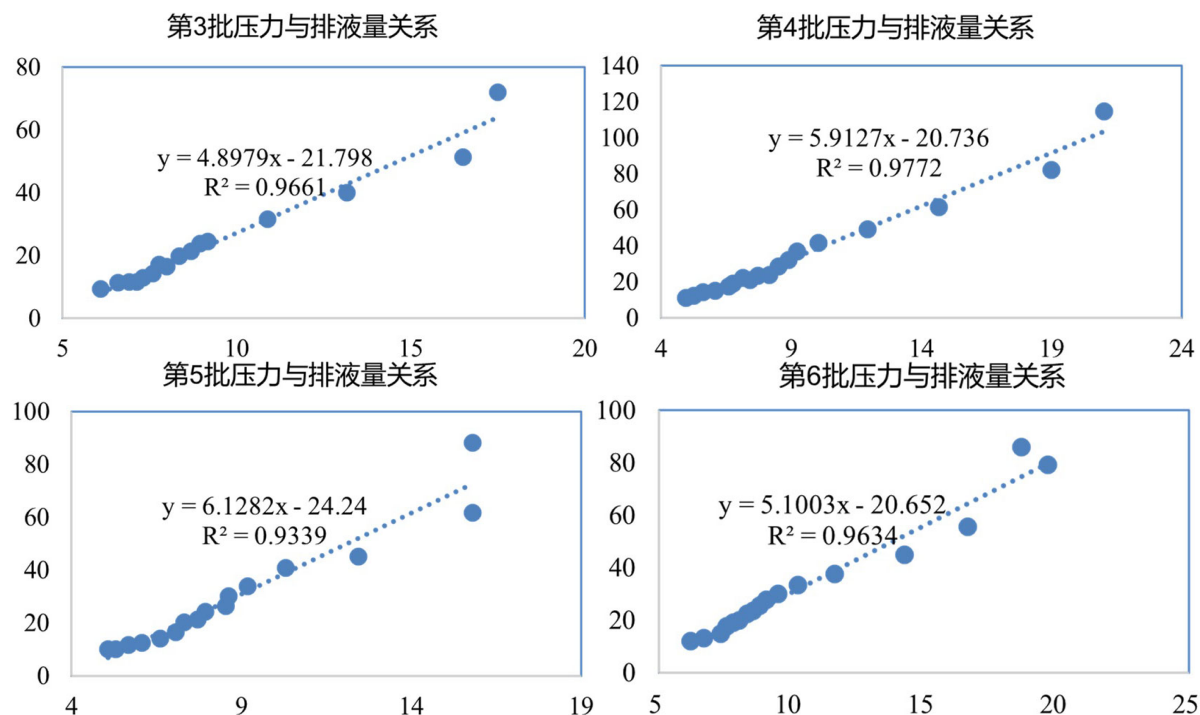 第3批压力与排液量关系
80
60
40
20
0
y = 4.8979x - 21.798
R² = 0.9661
5 10 15 20
第4批压力与排液量关系
140
120
100
80
60
40
20
0
y = 5.9127x - 20.736
R² = 0.9772
4 9 14 19 24
第5批压力与排液量关系
100
80
60
40
20
0
y = 6.1282x - 24.24
R² = 0.9339
4 9 14 19
第6批压力与排液量关系
100
80
60
40
20
0
y = 5.1003x - 20.652
R² = 0.9634
5 10 15 20 25